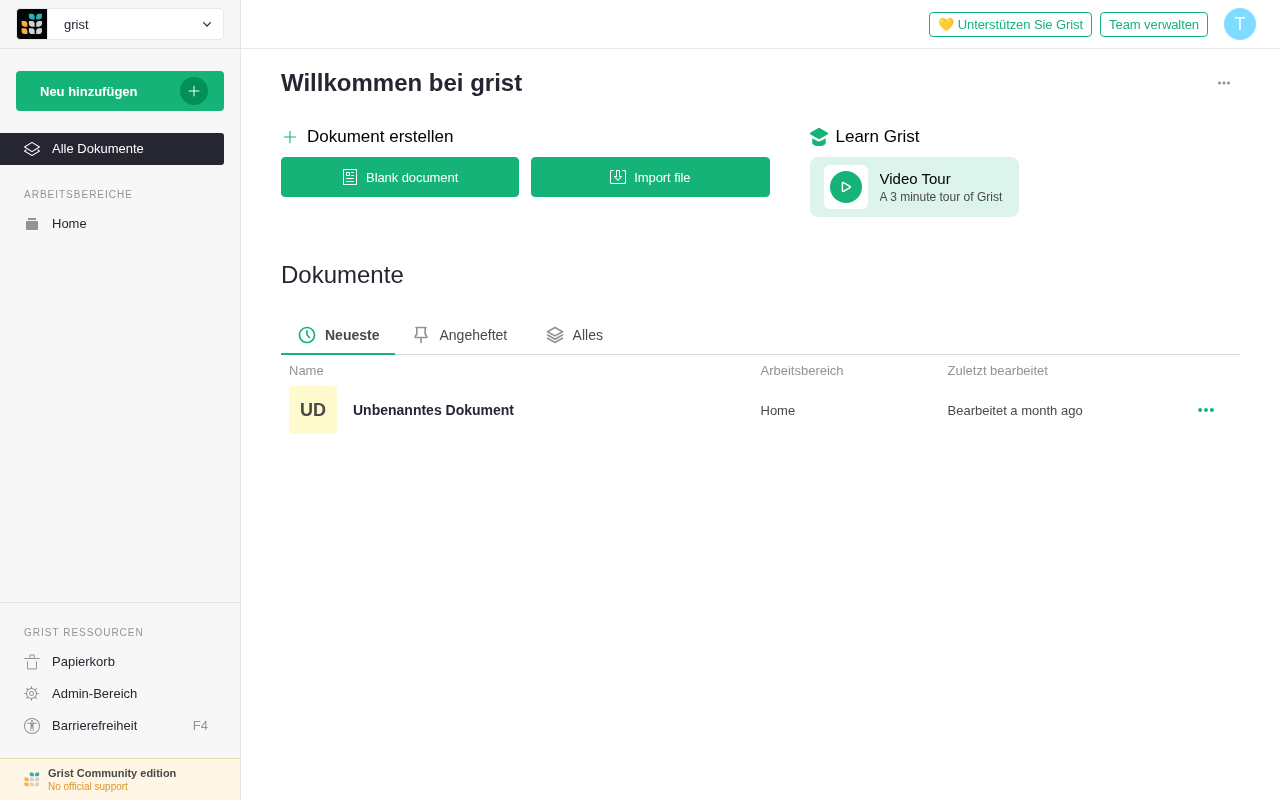 grist
Unterstützen Sie Grist
Team verwalten
T
Neu hinzufügen
Alle Dokumente
ARBEITSBEREICHE
Home
Willkommen bei grist
Dokument erstellen
Blank document
Import file
Learn Grist
Video Tour
A 3 minute tour of Grist
Dokumente
Neueste
Angeheftet
Alles
Name
Arbeitsbereich
Zuletzt bearbeitet
UD
Unbenanntes Dokument
Home
Bearbeitet a month ago
GRIST RESSOURCEN
Papierkorb
Admin-Bereich
Barrierefreiheit F4
Grist Community edition
No official support